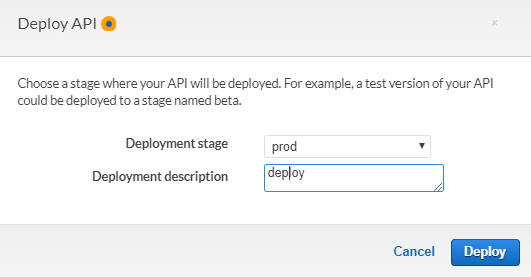 Deploy API
Choose a stage where your API will be deployed. For example, a test version of your API
could be deployed to a stage named beta.
Deployment stage prod
Deployment description deploy
Cancel Deploy